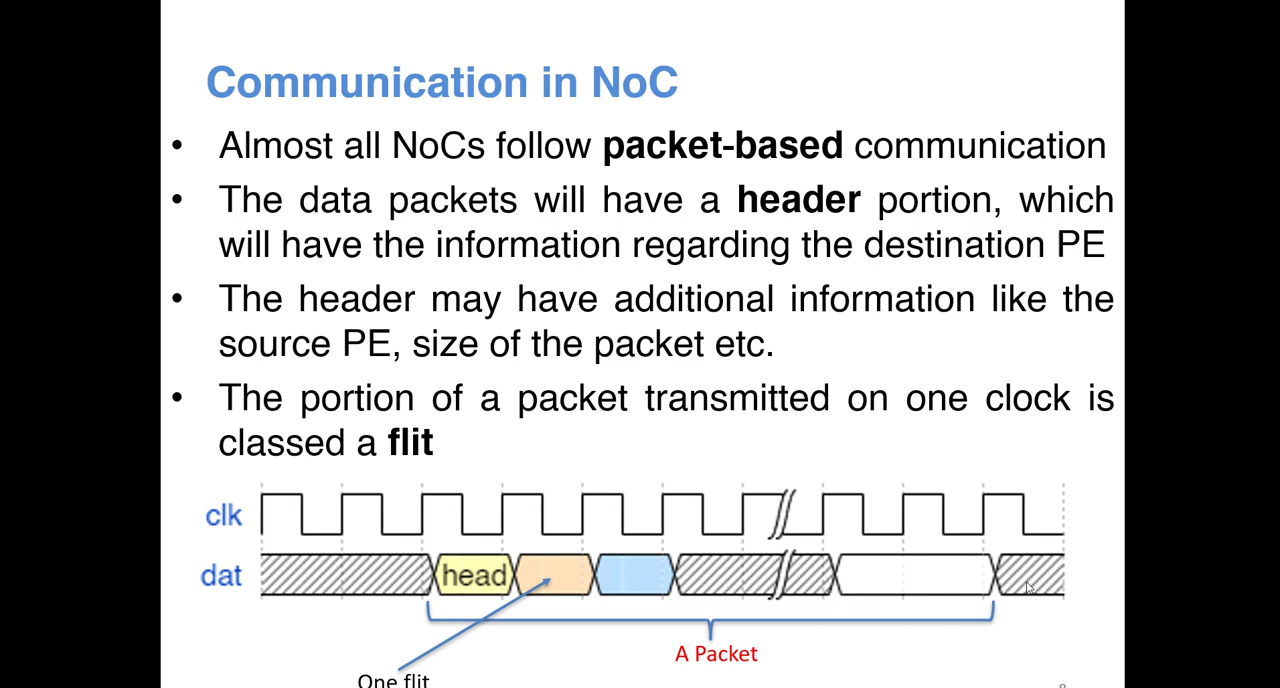 Communication in NoC
• Almost all NoCs follow packet-based communication
• The data packets will have a header portion, which
will have the information regarding the destination PE
• The header may have additional information like the
source PE, size of the packet etc.
• The portion of a packet transmitted on one clock is
classed a flit
clk
dat
head
A Packet
One flit